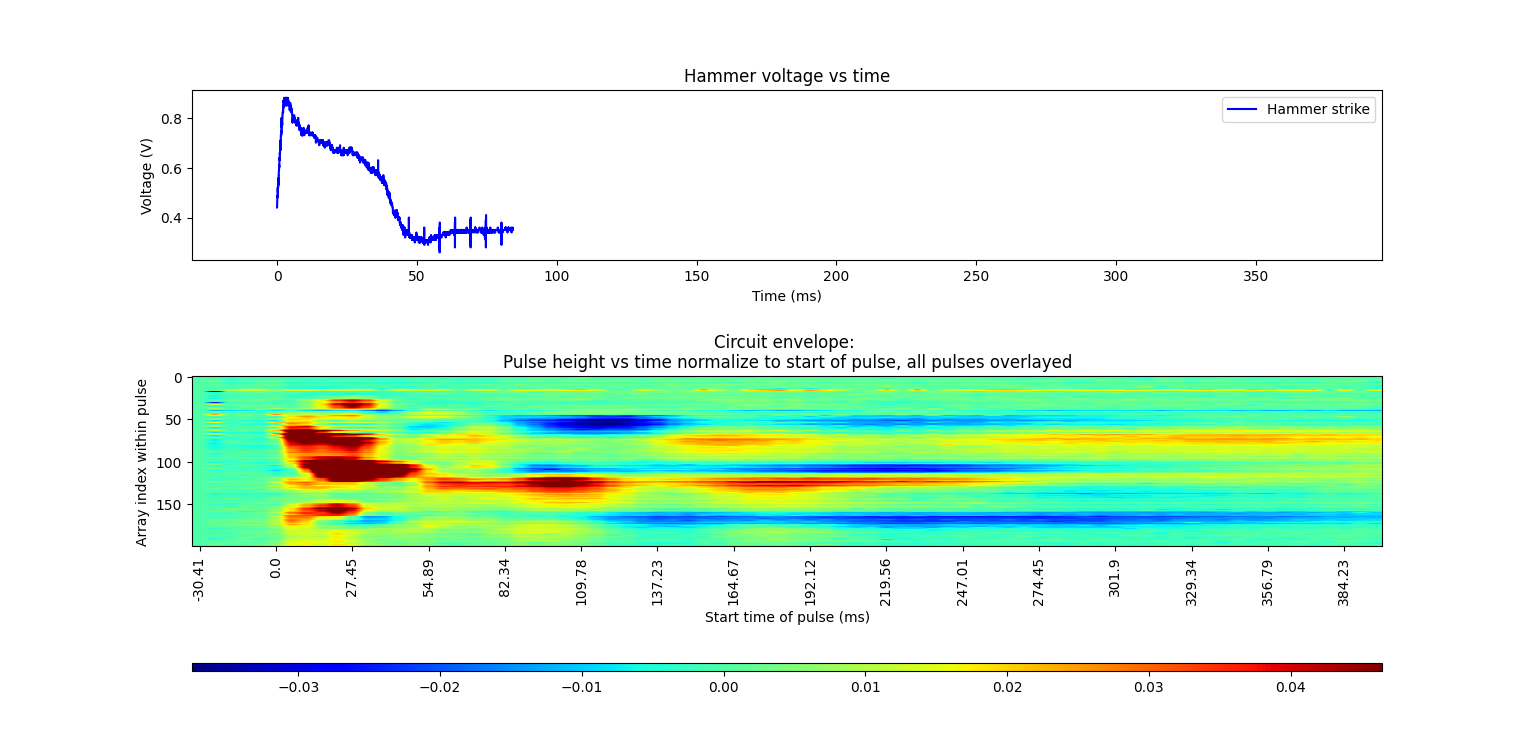 Hammer voltage vs time
Hammer strike
Voltage (V)
0.8
0.6
0.4
0 50 100 150 200 250 300 350
Time (ms)
Circuit envelope:
Pulse height vs time normalize to start of pulse, all pulses overlayed
Array index within pulse
0
50
100
150
-30.41 0.0 27.45 54.89 82.34 109.78 137.23 164.67 192.12 219.56 247.01 274.45 301.9 329.34 356.79 384.23
Start time of pulse (ms)
−0.03 −0.02 −0.01 0.00 0.01 0.02 0.03 0.04